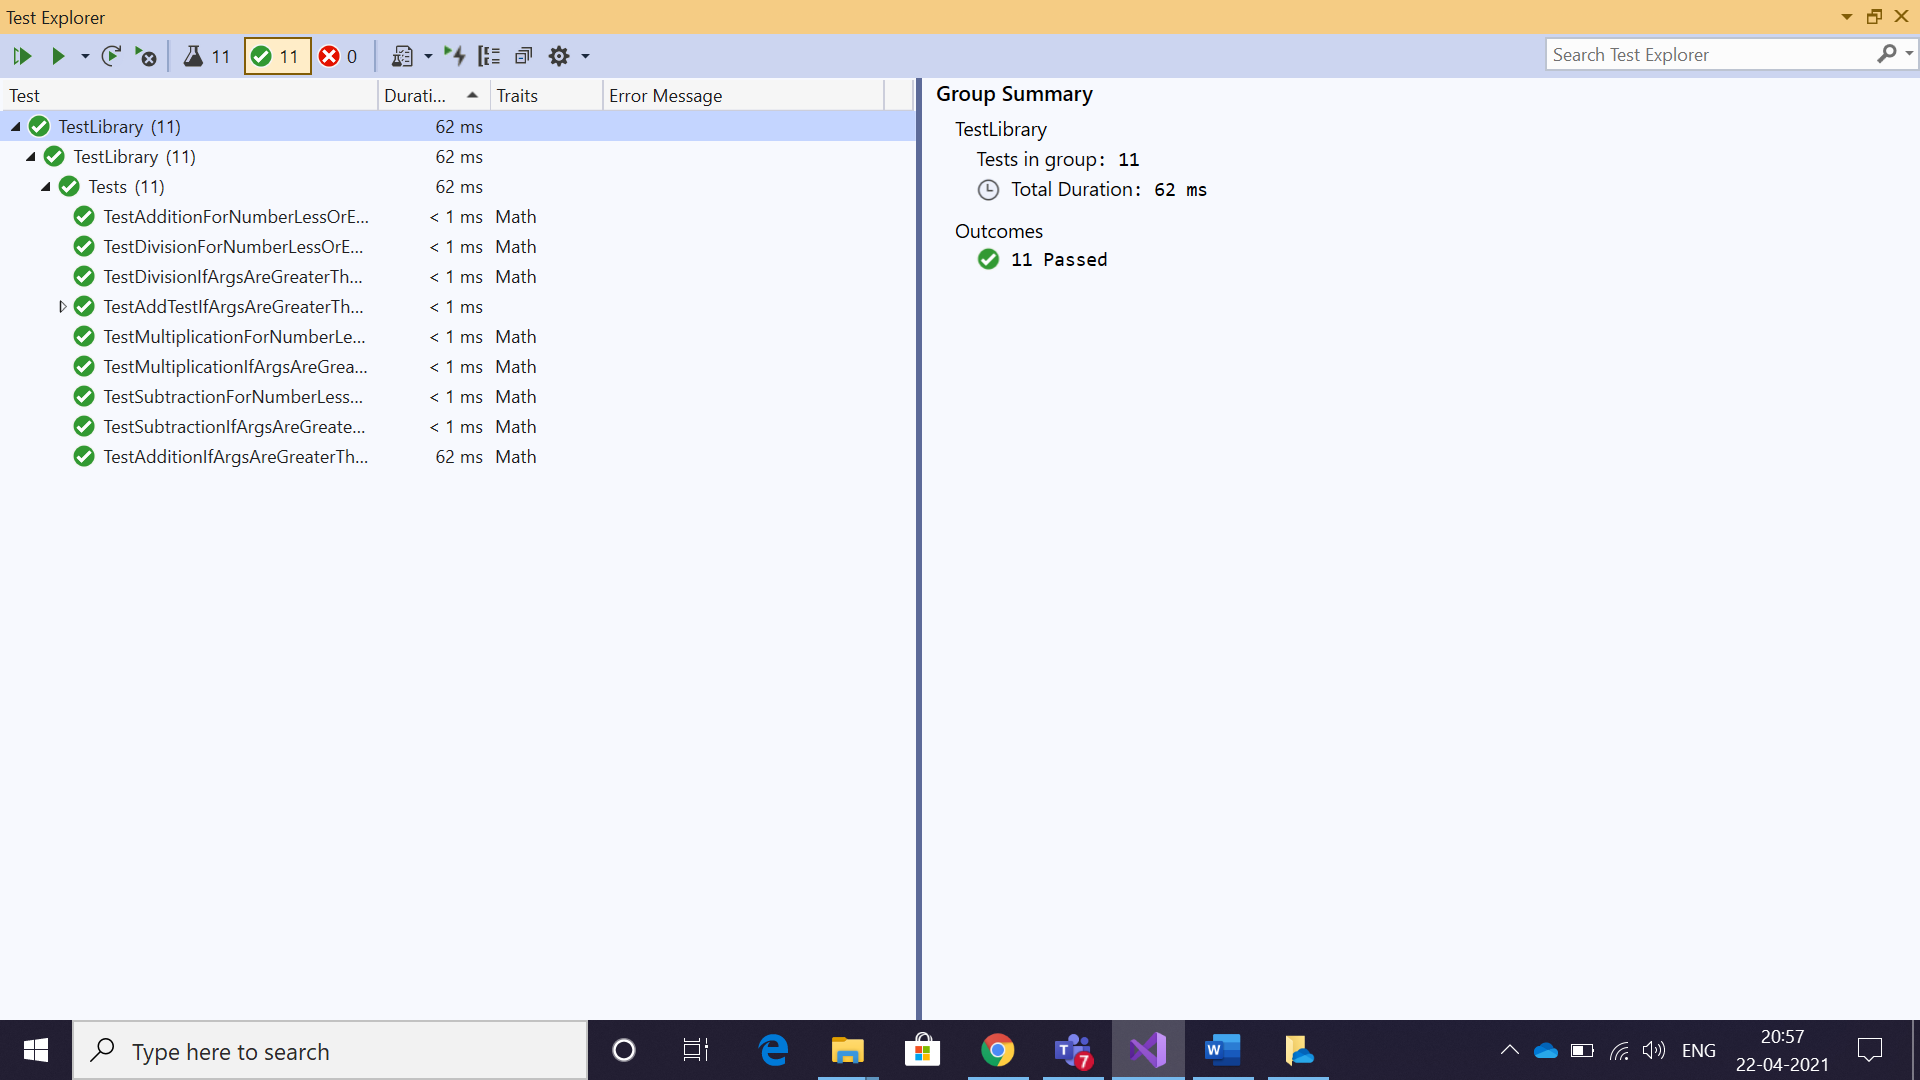 Test Explorer
11 11 0 Search Test Explorer
Test Durati... Traits Error Message
TestLibrary (11) 62 ms
TestLibrary (11) 62 ms
Tests (11) 62 ms
TestAdditionForNumberLessOrE... < 1 ms Math
TestDivisionForNumberLessOrE... < 1 ms Math
TestDivisionIfArgsAreGreaterTh... < 1 ms Math
TestAddTestIfArgsAreGreaterTh... < 1 ms
TestMultiplicationForNumberLe... < 1 ms Math
TestMultiplicationIfArgsAreGrea... < 1 ms Math
TestSubtractionForNumberLess... < 1 ms Math
TestSubtractionIfArgsAreGreate... < 1 ms Math
TestAdditionIfArgsAreGreaterTh... 62 ms Math
Group Summary
TestLibrary
Tests in group: 11
Total Duration: 62 ms
Outcomes
11 Passed
Type here to search
T 7
W
ENG
20:57
22-04-2021